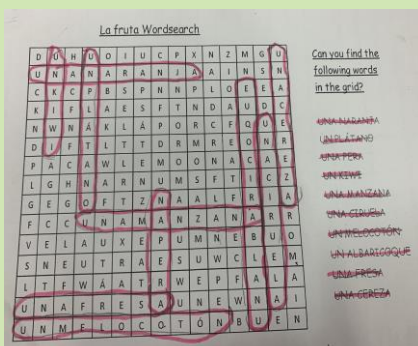 La fruta Wordsearch
Can you find the
following words
in the grid?
D U H U O I U C P X N Z M G U
U N A N A R A N J A A I N S N
C K C P B S P N N P L O E E A
K I F L A E S F T N D A U D C
N W N Á K L Á P O R C F Q U E
D U F T L T T D R M R E O N R
P A C A W L E M O O N A C A E
L G H N A R N U M S F T I C Z
G E G O F T Z N A A L F R I A
F C C U N A M A N Z A N A R R
V E L A U X E P U M N E B U O
S N E U T R A E S U W C L E M
L T F W Á A T R W E P F A L A
U N A F R E S A U N E W N A I
U N M E L O C O T Ó N B U E N
UNA NARANJA
UN PLÁTANO
UNA PERA
UN KIWI
UNA MANZANA
UNA CIRUELA
UN MELOCOTÓN
UN ALBARICOQUE
UNA FRESA
UNA CEREZA